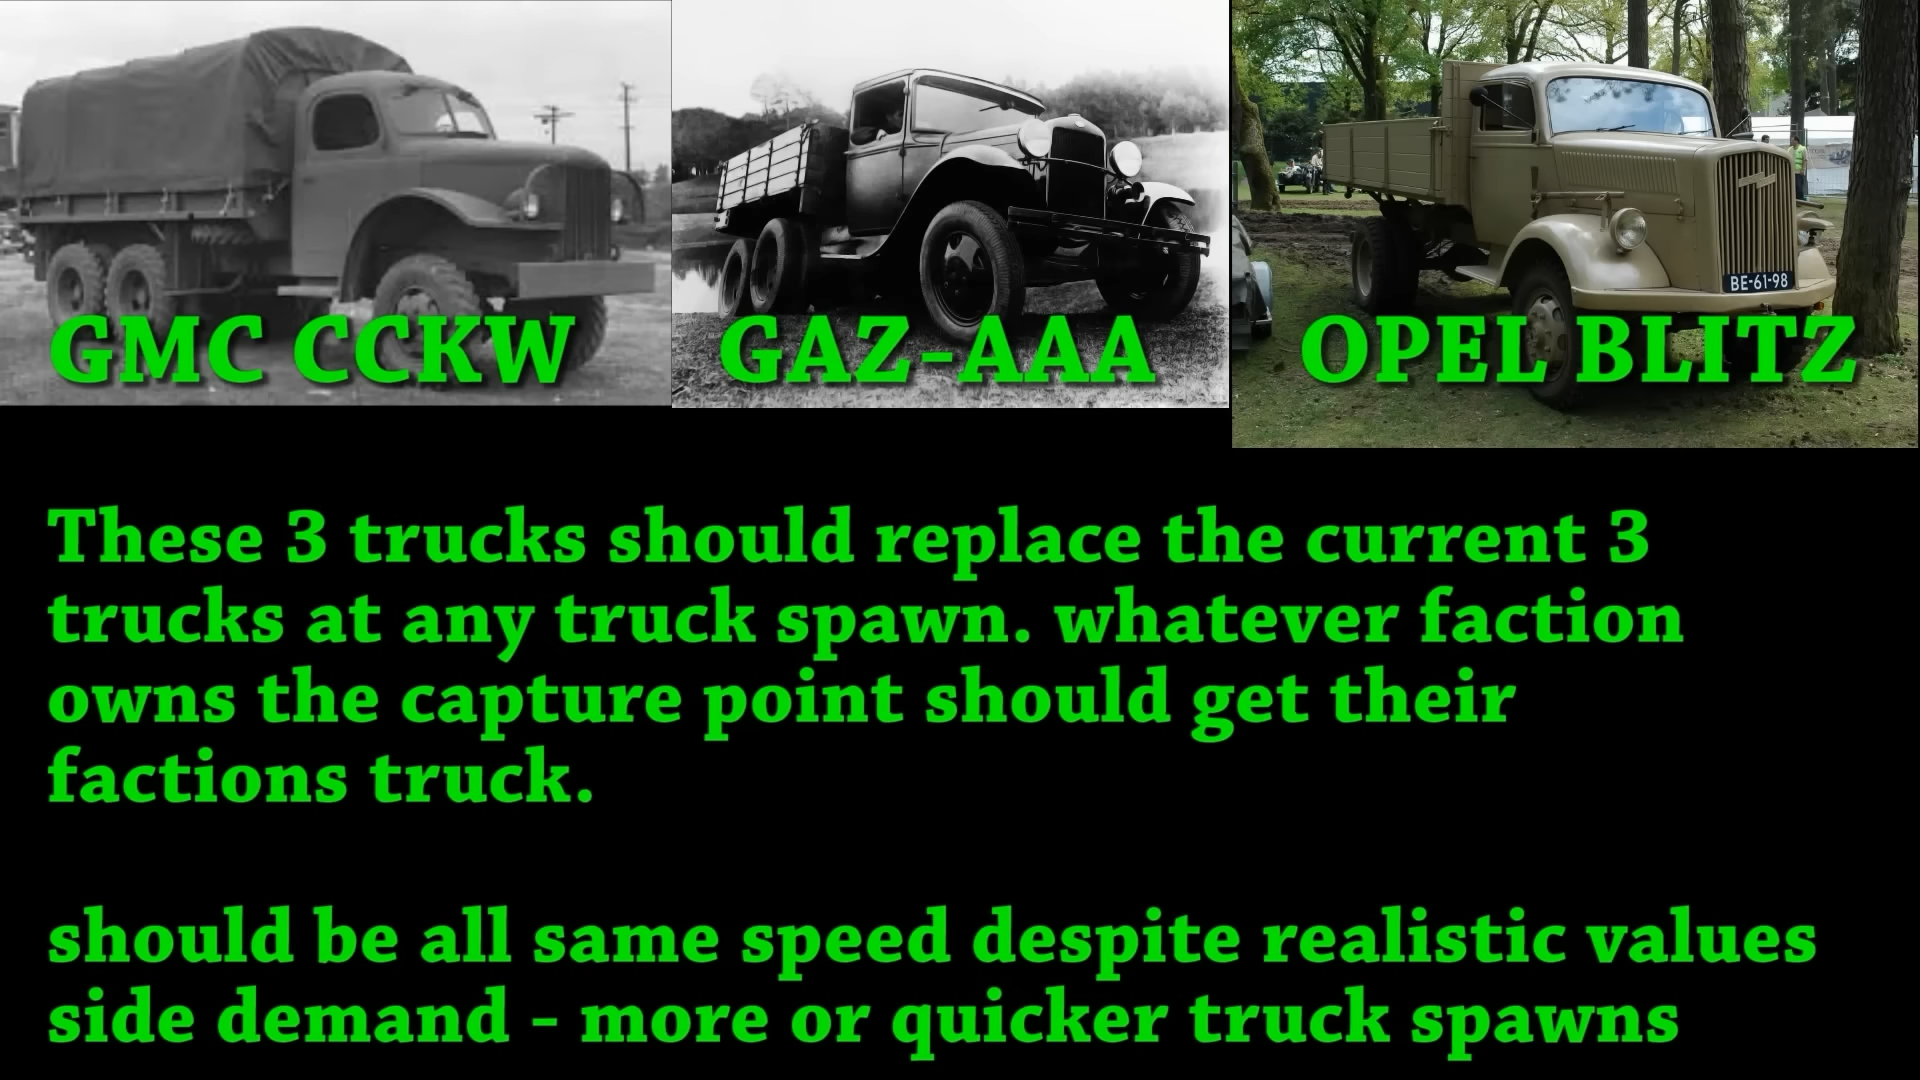 GMC CCKW
GAZ-AAA
OPEL BLITZ
BE-61-98
These 3 trucks should replace the current 3
trucks at any truck spawn. whatever faction
owns the capture point should get their
factions truck.
should be all same speed despite realistic values
side demand - more or quicker truck spawns